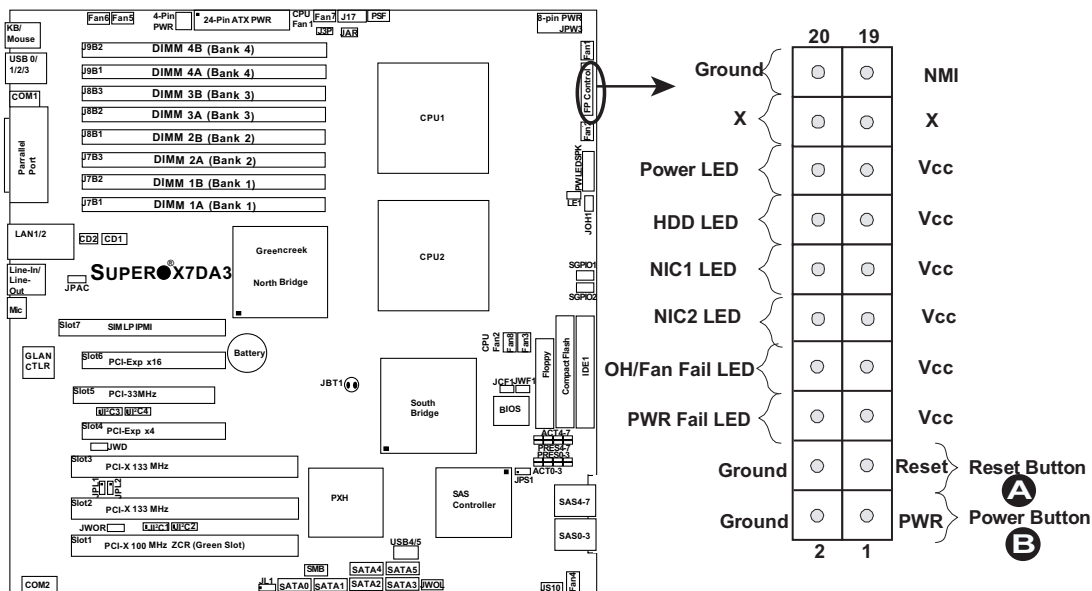 Fan6 Fan5
4-Pin
PWR
24-Pin ATX PWR
CPU
Fan 1
Fan7
J17
PSF
J3P
JAR
8-pin PWR
JPW3
KB/
Mouse
USB 0/
1/2/3
COM1
Parrallel
Port
J9B2 DIMM 4B (Bank 4)
J9B1 DIMM 4A (Bank 4)
J8B3 DIMM 3B (Bank 3)
J8B2 DIMM 3A (Bank 3)
J8B1 DIMM 2B (Bank 2)
J7B3 DIMM 2A (Bank 2)
J7B2 DIMM 1B (Bank 1)
J7B1 DIMM 1A (Bank 1)
CPU1
Fan1
FP Control
Fan2
PWLEDSPK
LE1
JOH1
LAN1/2
CD2 CD1
SUPER®X7DA3
Greencreek
North Bridge
CPU2
Line-In/
Line-
Out
JPAC
Mic
SGPIO1
SGPIO2
Slot7 SIMLP IPMI
GLAN
CTLR
Slot6
PCI-Exp x16
Battery
CPU
Fan2
Fan8
Fan3
Floppy
CompactFlash
IDE1
Slot5
PCI-33MHz
JBT1
JCF1 JWF1
South
Bridge
BIOS
JI²C3 JI²C4
Slot4
PCI-Exp x4
JWD
ACT4-7
PRES4-7
PRES0-3
ACT0-3
Slot3
PCI-X 133 MHz
JPL1
JPL2
PXH
SAS
Controller
JPS1
Slot2
PCI-X 133 MHz
SAS4-7
JWOR
JI²C1 JI²C2
Slot1
PCI-X 100 MHz ZCR (Green Slot)
SAS0-3
USB4/5
COM2
JL1
SMB
SATA0
SATA1
SATA4
SATA5
SATA2
SATA3
JWOL
JS10
Fan4
20 19
Ground NMI
X X
Power LED Vcc
HDD LED Vcc
NIC1 LED Vcc
NIC2 LED Vcc
OH/Fan Fail LED Vcc
PWR Fail LED Vcc
Ground Reset Reset Button
A
Ground PWR Power Button
B
2 1